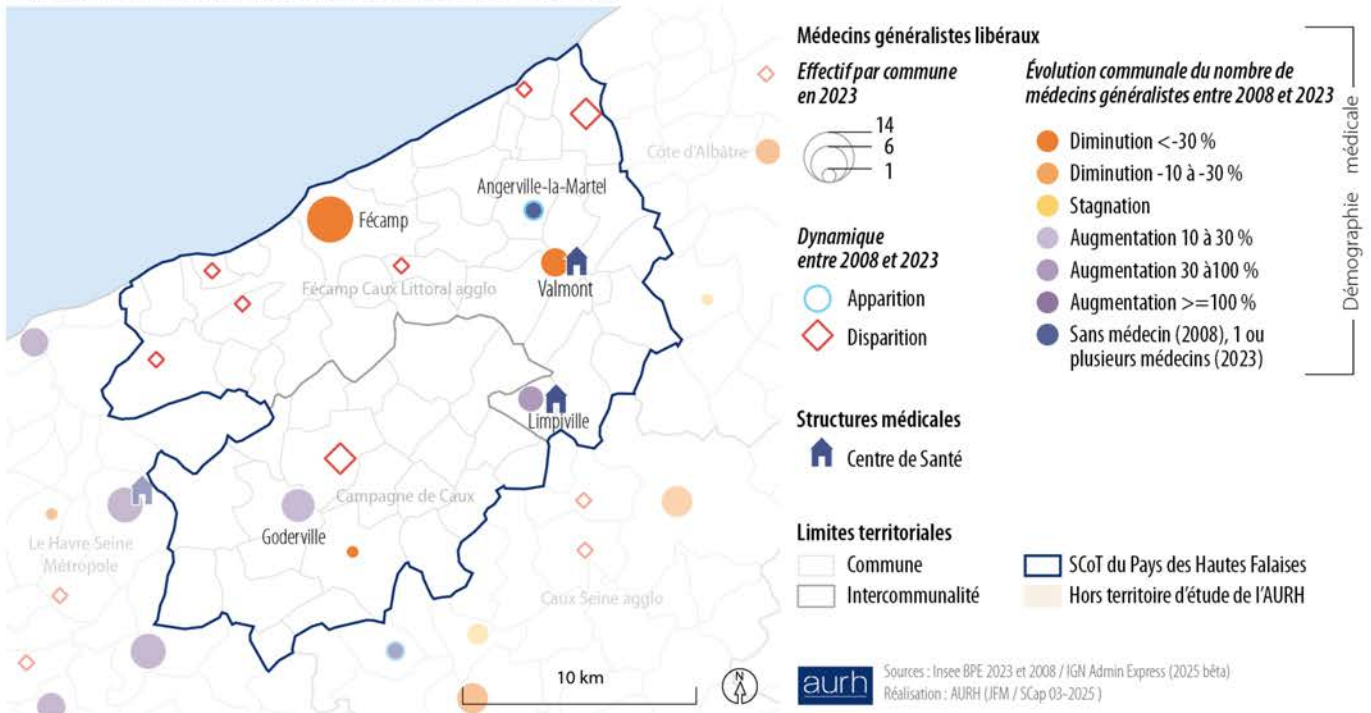 Côte d'Albâtre
Angerville-la-Martel
Fécamp
Valmont
Fécamp Caux Littoral agglo
Limpiville
Campagne de Caux
Goderville
Le Havre Seine
Métropole
Caux Seine agglo
10 km
N
Médecins généralistes libéraux
Effectif par commune
en 2023
14
6
1
Dynamique
entre 2008 et 2023
Apparition
Disparition
Évolution communale du nombre de
médecins généralistes entre 2008 et 2023
Diminution <-30 %
Diminution -10 à -30 %
Stagnation
Augmentation 10 à 30 %
Augmentation 30 à100 %
Augmentation >=100 %
Sans médecin (2008), 1 ou
plusieurs médecins (2023)
Démographie médicale
Structures médicales
Centre de Santé
Limites territoriales
Commune
Intercommunalité
SCoT du Pays des Hautes Falaises
Hors territoire d'étude de l'AURH
aurh
Sources : Insee BPE 2023 et 2008 / IGN Admin Express (2025 bêta)
Réalisation : AURH (JFM / SCap 03-2025 )